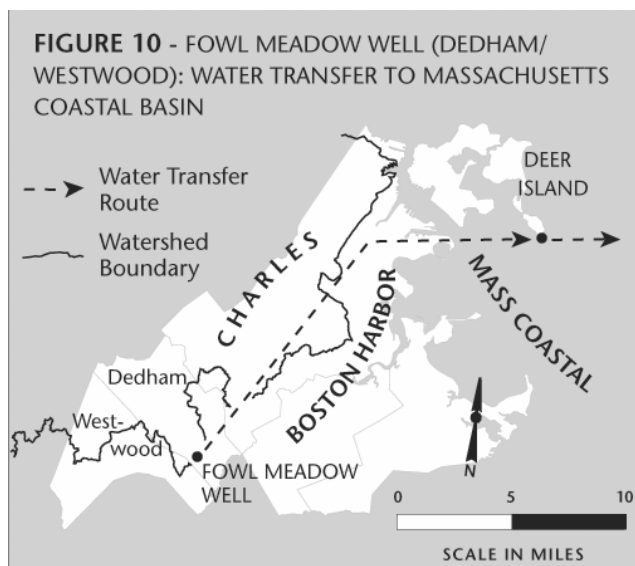 FIGURE 10 - FOWL MEADOW WELL (DEDHAM/
WESTWOOD): WATER TRANSFER TO MASSACHUSETTS
COASTAL BASIN
Water Transfer
Route
Watershed
Boundary
DEER
ISLAND
CHARLES
BOSTON HARBOR
MASS COASTAL
Dedham
West-
wood
FOWL MEADOW
WELL
N
0 5 10
SCALE IN MILES